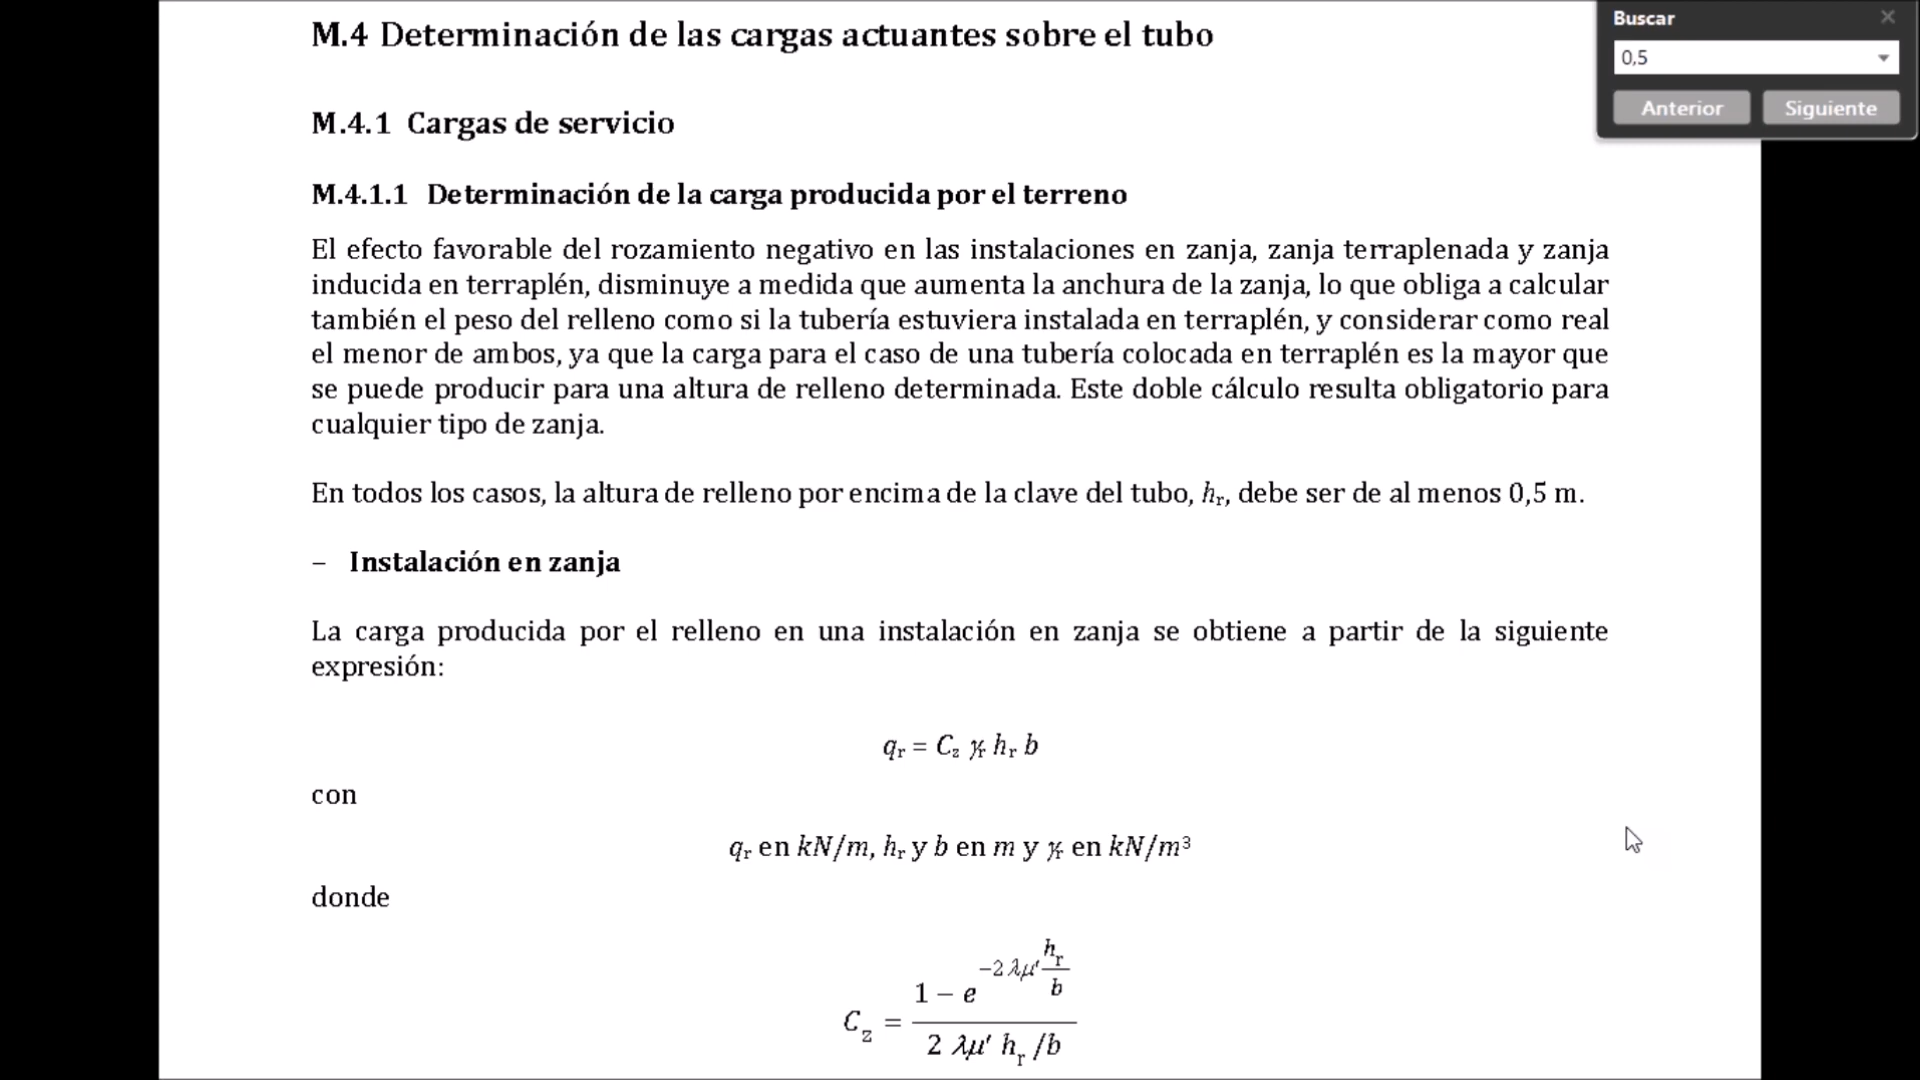 M.4 Determinación de las cargas actuantes sobre el tubo
Buscar
0,5
Anterior Siguiente
M.4.1 Cargas de servicio
M.4.1.1 Determinación de la carga producida por el terreno
El efecto favorable del rozamiento negativo en las instalaciones en zanja, zanja terraplenada y zanja
inducida en terraplén, disminuye a medida que aumenta la anchura de la zanja, lo que obliga a calcular
también el peso del relleno como si la tubería estuviera instalada en terraplén, y considerar como real
el menor de ambos, ya que la carga para el caso de una tubería colocada en terraplén es la mayor que
se puede producir para una altura de relleno determinada. Este doble cálculo resulta obligatorio para
cualquier tipo de zanja.
En todos los casos, la altura de relleno por encima de la clave del tubo, hr, debe ser de al menos 0,5 m.
– Instalación en zanja
La carga producida por el relleno en una instalación en zanja se obtiene a partir de la siguiente
expresión:
qr = Cz γr hr b
con
qr en kN/m, hr y b en m y γr en kN/m³
donde
Cz = (1 − e^(−2 λμ′ hr/b)) / (2 λμ′ hr /b)